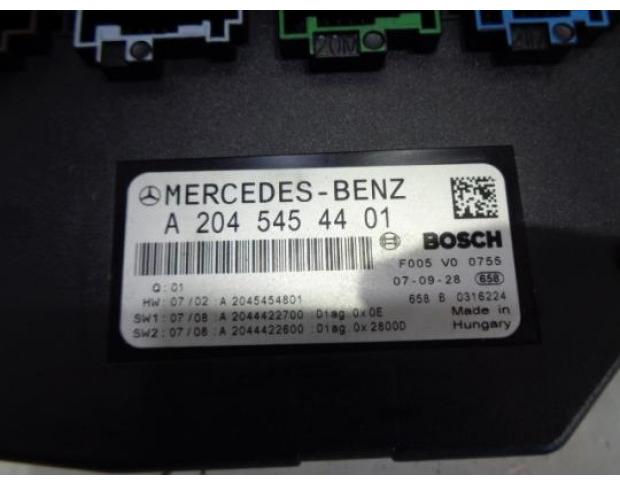 20M
MERCEDES-BENZ
A 204 545 44 01
BOSCH
F005 V0 0755
Q: 01
07-09-28 658
HW: 07/02 : A 2045454801
658 B 0316224
SW1: 07/08 : A 2044422700 : Diag 0x0E
Made in
SW2: 07/08 : A 2044422600 : Diag 0x2800D
Hungary